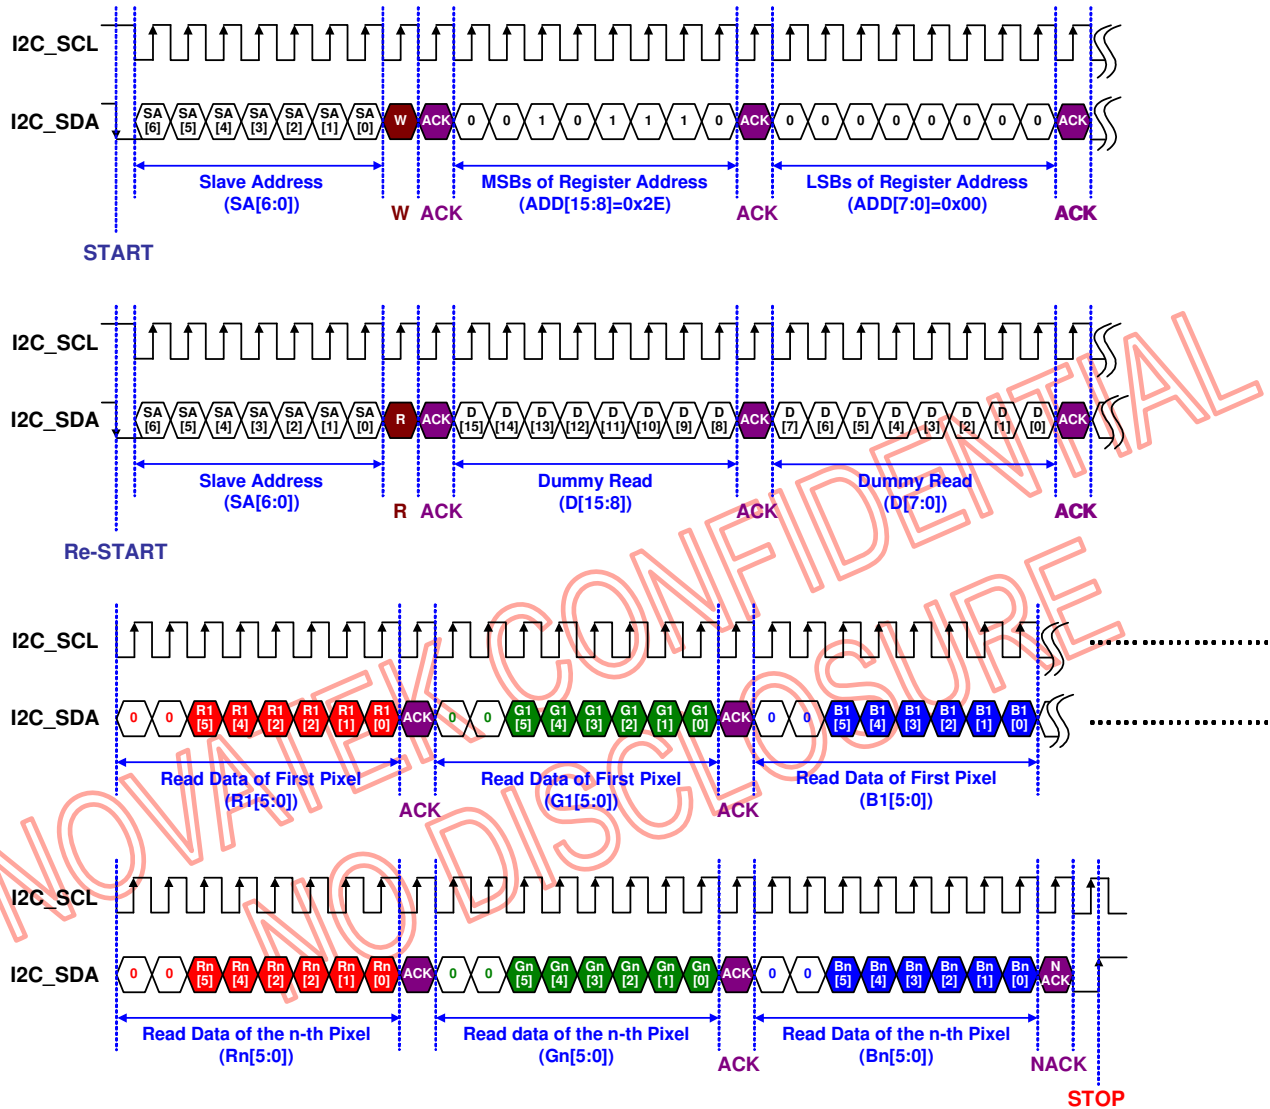 I2C_SCL
I2C_SDA SA [6] SA [5] SA [4] SA [3] SA [2] SA [1] SA [0] W ACK 0 0 1 0 1 1 1 0 ACK 0 0 0 0 0 0 0 0 ACK
Slave Address MSBs of Register Address LSBs of Register Address
(SA[6:0]) (ADD[15:8]=0x2E) (ADD[7:0]=0x00)
W ACK ACK ACK
START
I2C_SCL
I2C_SDA SA [6] SA [5] SA [4] SA [3] SA [2] SA [1] SA [0] R ACK D [15] D [14] D [13] D [12] D [11] D [10] D [9] D [8] ACK D [7] D [6] D [5] D [4] D [3] D [2] D [1] D [0] ACK
Slave Address Dummy Read Dummy Read
(SA[6:0]) (D[15:8]) (D[7:0])
R ACK ACK ACK
Re-START
I2C_SCL
I2C_SDA 0 0 R1 [5] R1 [4] R1 [2] R1 [2] R1 [1] R1 [0] ACK 0 0 G1 [5] G1 [4] G1 [3] G1 [2] G1 [1] G1 [0] ACK 0 0 B1 [5] B1 [4] B1 [3] B1 [2] B1 [1] B1 [0]
Read Data of First Pixel Read Data of First Pixel Read Data of First Pixel
(R1[5:0]) (G1[5:0]) (B1[5:0])
ACK ACK
I2C_SCL
I2C_SDA 0 0 Rn [5] Rn [4] Rn [2] Rn [2] Rn [1] Rn [0] ACK 0 0 Gn [5] Gn [4] Gn [3] Gn [2] Gn [1] Gn [0] ACK 0 0 Bn [5] Bn [4] Bn [3] Bn [2] Bn [1] Bn [0] N ACK
Read Data of the n-th Pixel Read data of the n-th Pixel Read Data of the n-th Pixel
(Rn[5:0]) (Gn[5:0]) (Bn[5:0])
ACK NACK
STOP
NOVATEK CONFIDENTIAL
NO DISCLOSURE